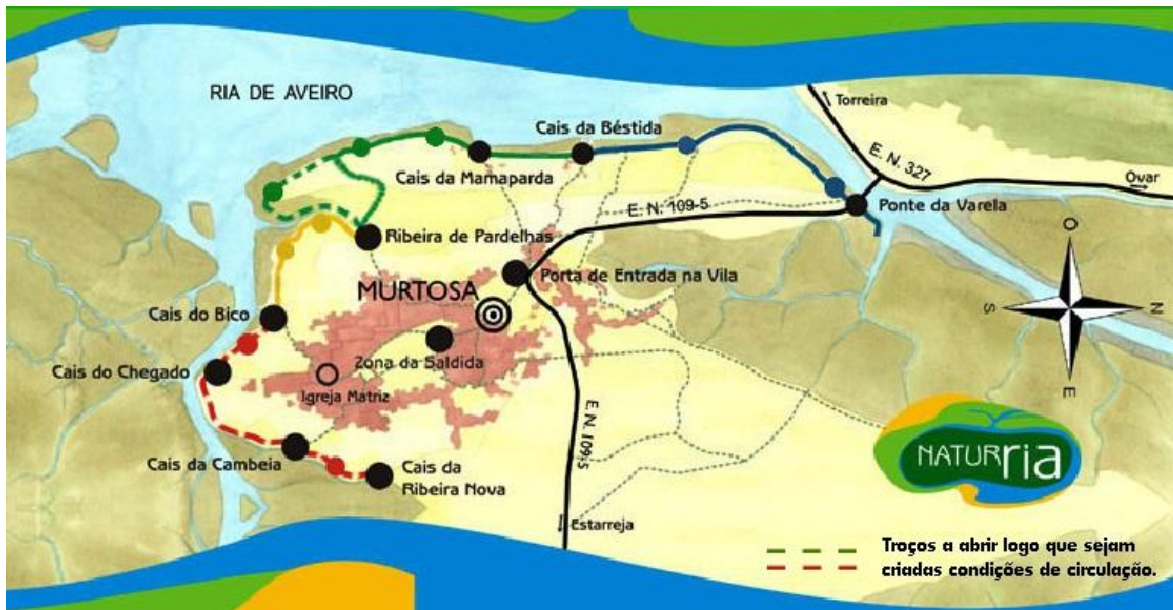 RIA DE AVEIRO
Torreira
E. N. 327
Óvar
Cais da Béstida
Cais da Mamaparda
E. N. 109-5
Ponte da Varella
Ribeira de Pardelhas
Porta de Entrada na Vila
MURTOSA
Cais do Bico
Zona da Saldida
Cais do Chegado
Igreja Matriz
O
S
N
E
E. N. 109-5
Cais da Cambeia
Cais da
Ribeira Nova
NATURria
Estarreja
Troços a abrir logo que sejam
criadas condições de circulação.